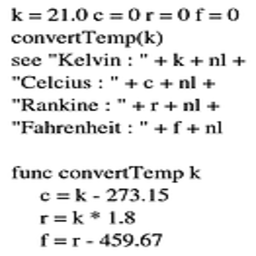 k = 21.0 c = 0 r = 0 f = 0
convertTemp(k)
see "Kelvin : " + k + nl +
"Celcius : " + c + nl +
"Rankine : " + r + nl +
"Fahrenheit : " + f + nl

func convertTemp k
    c = k - 273.15
    r = k * 1.8
    f = r - 459.67